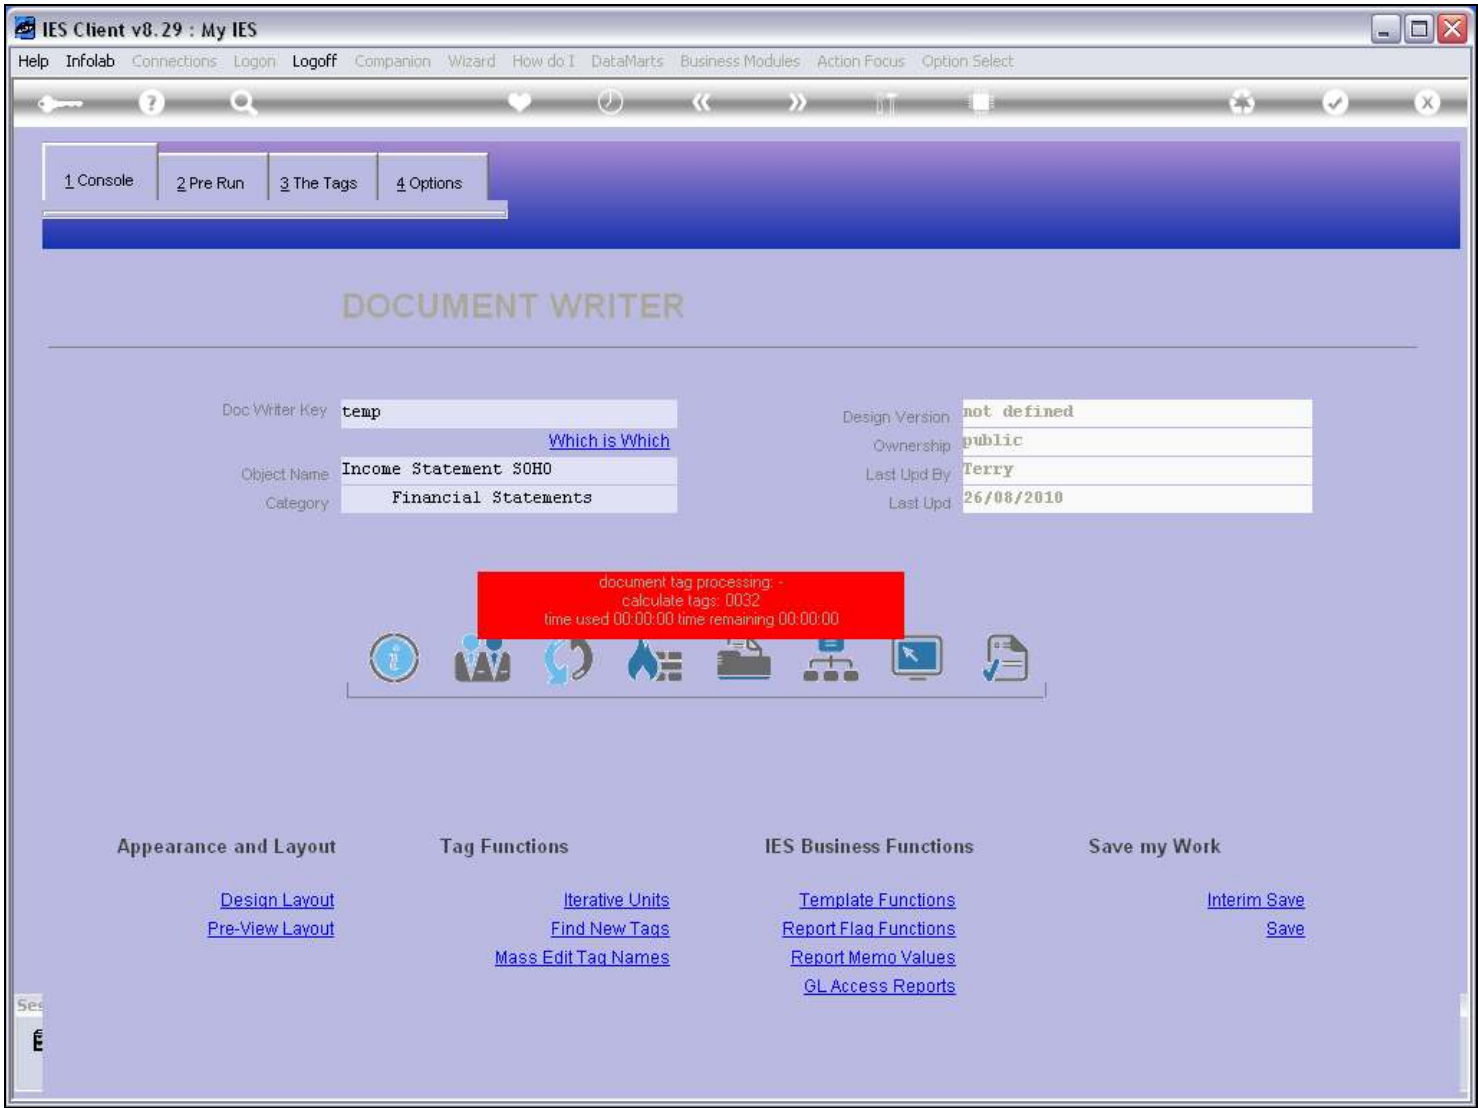 IES Client v8.29 : My IES
Help Infolab Connections Logon Logoff Companion Wizard How do I DataMarts Business Modules Action Focus Option Select
1 Console 2 Pre Run 3 The Tags 4 Options
DOCUMENT WRITER
Doc Writer Key temp
Which is Which
Object Name Income Statement SOHO
Category Financial Statements
Design Version not defined
Ownership public
Last Upd By Terry
Last Upd 26/08/2010
document tag processing: -
calculate tags: 0032
time used 00:00:00 time remaining 00:00:00
Appearance and Layout
Design Layout
Pre-View Layout
Tag Functions
Iterative Units
Find New Tags
Mass Edit Tag Names
IES Business Functions
Template Functions
Report Flag Functions
Report Memo Values
GL Access Reports
Save my Work
Interim Save
Save